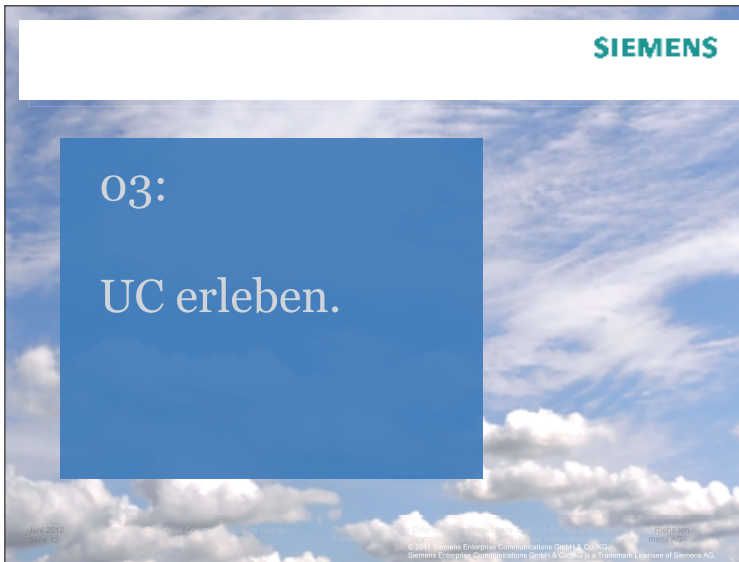 SIEMENS
03:
UC erleben.
Juni 2012
Seite 12
© 2011 Siemens Enterprise Communications GmbH & Co. KG.
Siemens Enterprise Communications GmbH & Co. KG is a Trademark Licensee of Siemens AG.